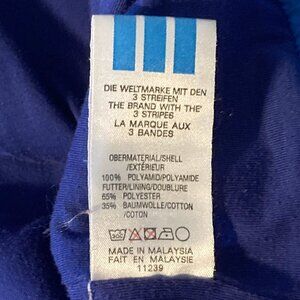 DIE WELTMARKE MIT DEN
3 STREIFEN
THE BRAND WITH THE
3 STRIPES
LA MARQUE AUX
3 BANDES
OBERMATERIAL/SHELL
/EXTÉRIEUR
100% POLYAMID/POLYAMIDE
FUTTER/LINING/DOUBLURE
65% POLYESTER
35% BAUMWOLLE/COTTON
/COTON
MADE IN MALAYSIA
FAIT EN MALAYSIE
11239